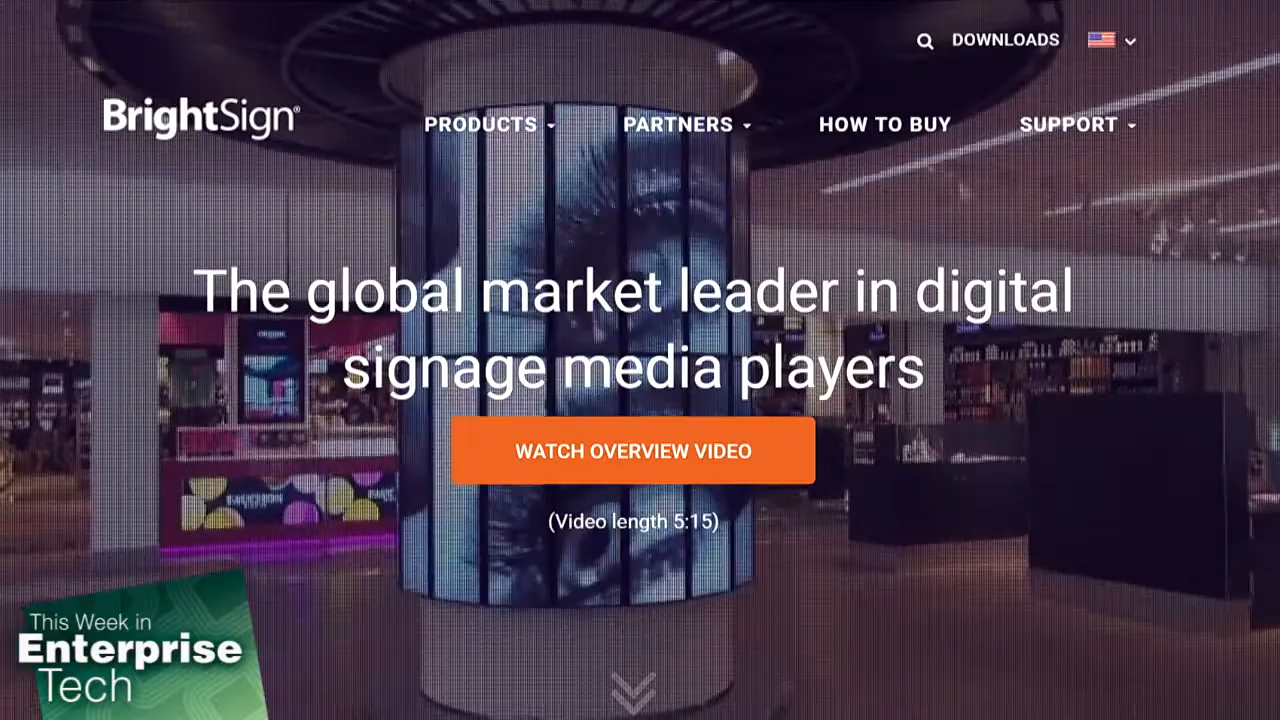 DOWNLOADS
BrightSign®
PRODUCTS
PARTNERS
HOW TO BUY
SUPPORT
The global market leader in digital
signage media players
WATCH OVERVIEW VIDEO
(Video length 5:15)
This Week in
Enterprise
Tech